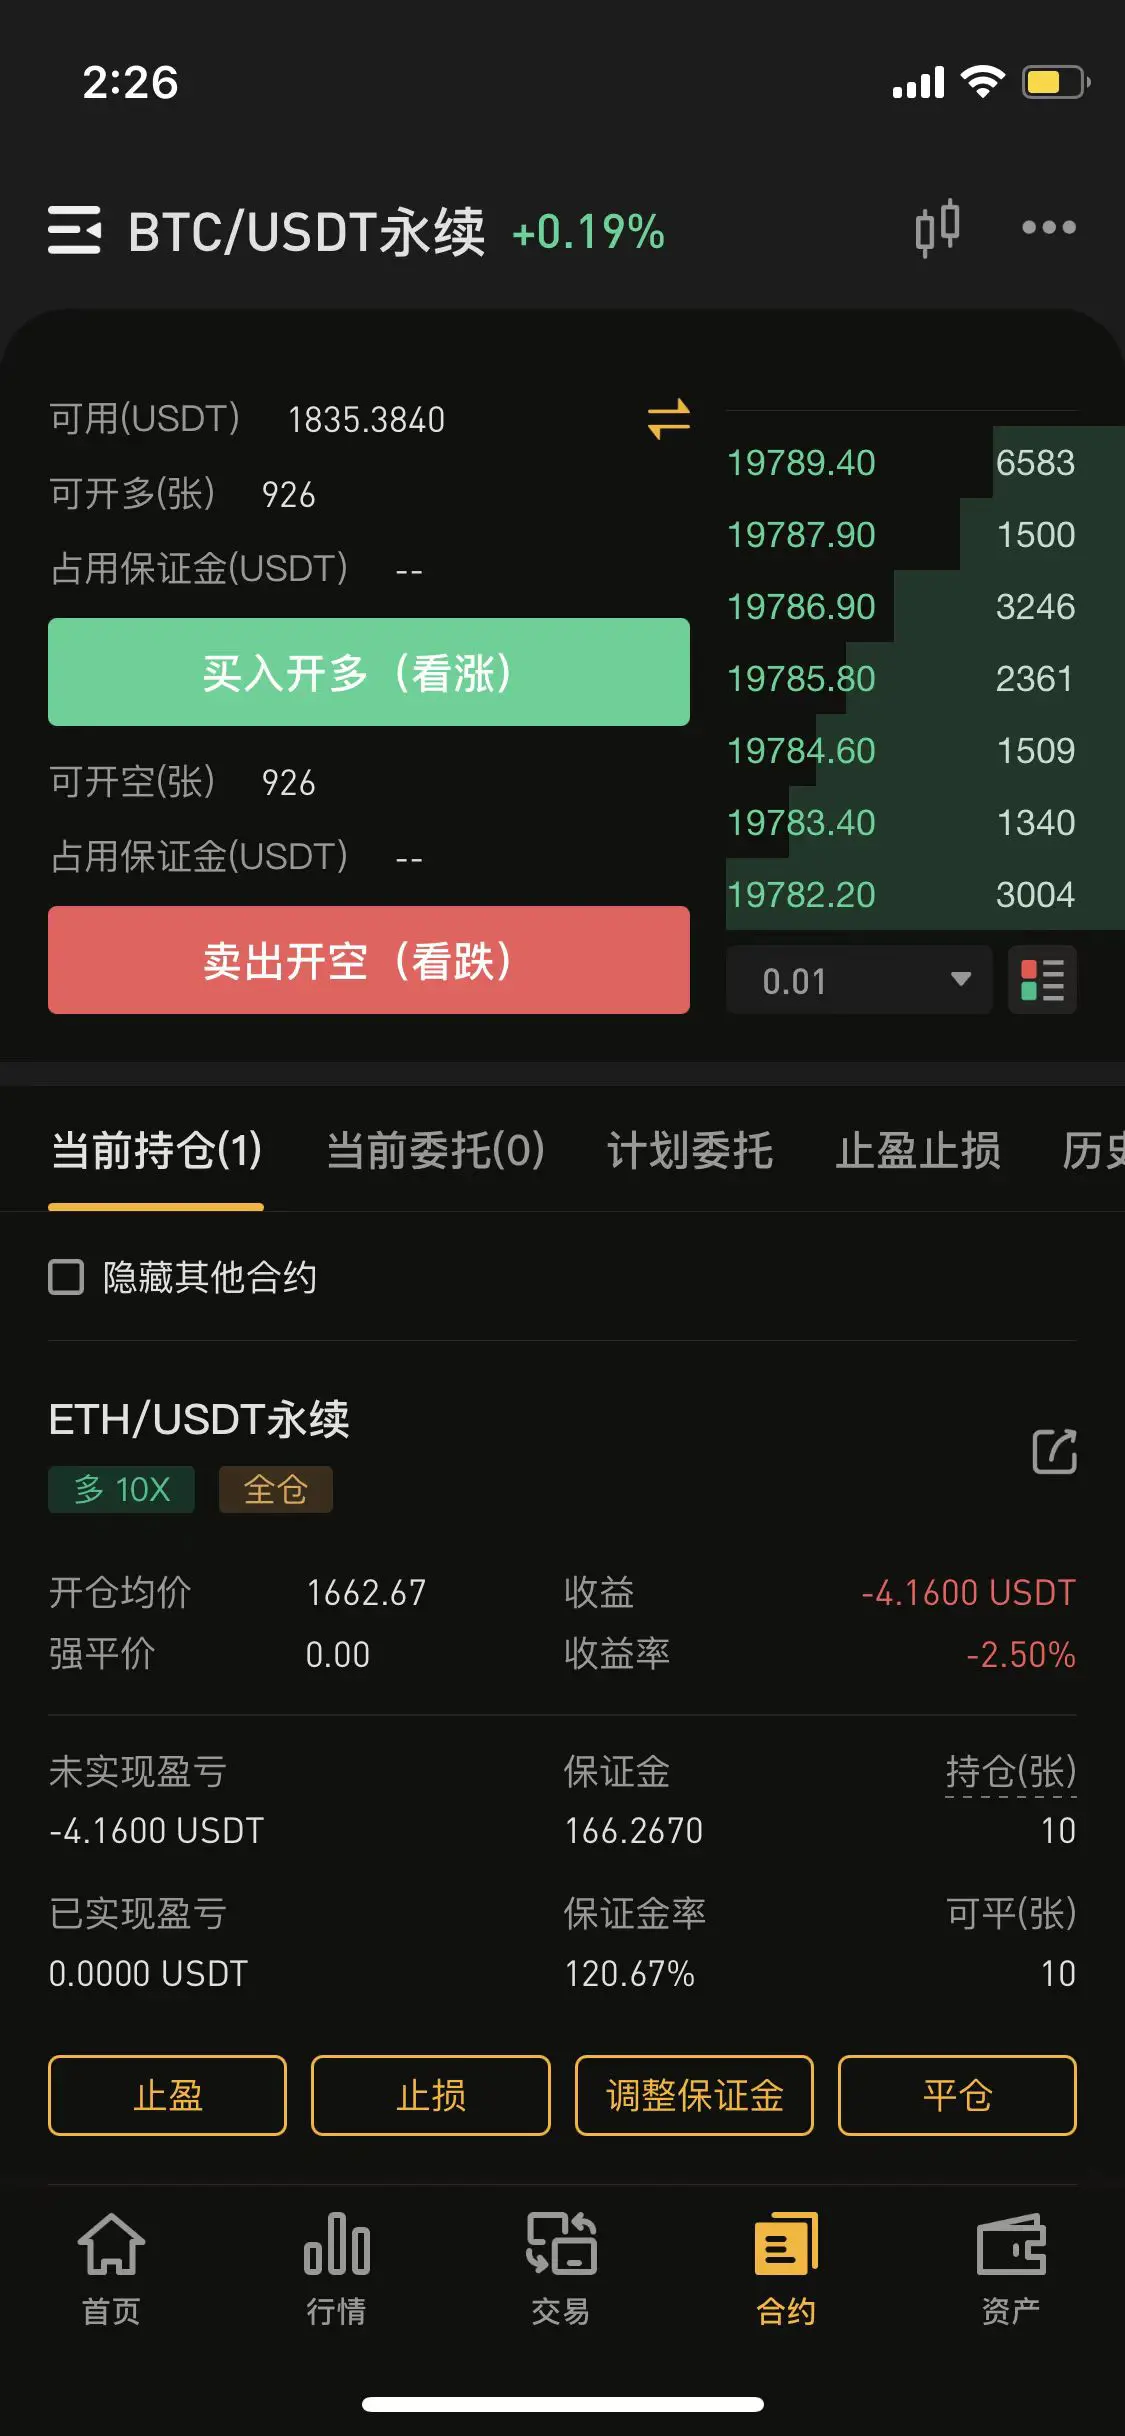 2:26
BTC/USDT永续 +0.19%
可用(USDT) 1835.3840
可开多(张) 926
占用保证金(USDT) --
买入开多（看涨）
可开空(张) 926
占用保证金(USDT) --
卖出开空（看跌）
19789.40 6583
19787.90 1500
19786.90 3246
19785.80 2361
19784.60 1509
19783.40 1340
19782.20 3004
0.01
当前持仓(1) 当前委托(0) 计划委托 止盈止损 历史
隐藏其他合约
ETH/USDT永续
多 10X 全仓
开仓均价 1662.67 收益 -4.1600 USDT
强平价 0.00 收益率 -2.50%
未实现盈亏 保证金 持仓(张)
-4.1600 USDT 166.2670 10
已实现盈亏 保证金率 可平(张)
0.0000 USDT 120.67% 10
止盈 止损 调整保证金 平仓
首页 行情 交易 合约 资产